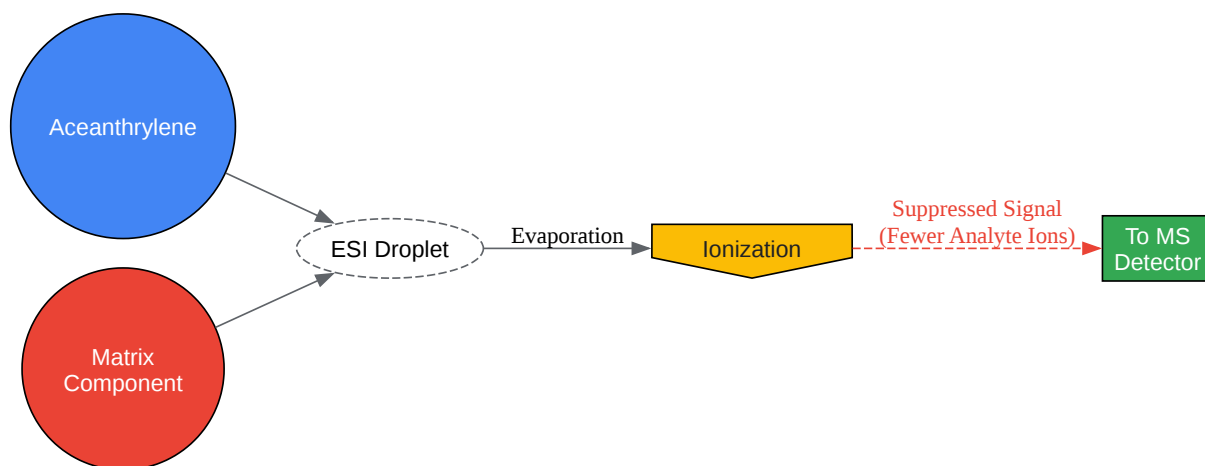 Aceanthrylene
Matrix
Component
ESI Droplet
Evaporation
Ionization
Suppressed Signal
(Fewer Analyte Ions)
To MS
Detector